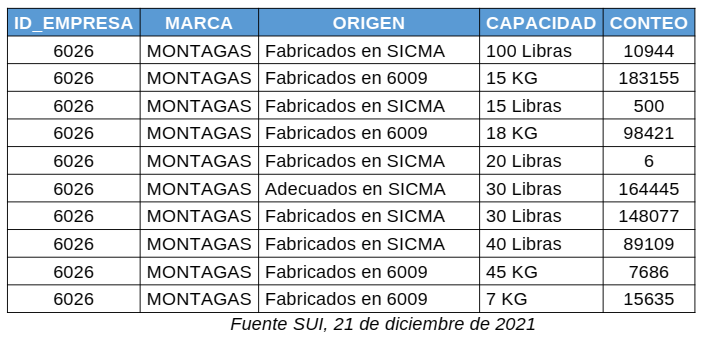 ID_EMPRESA MARCA ORIGEN CAPACIDAD CONTEO
6026 MONTAGAS Fabricados en SICMA 100 Libras 10944
6026 MONTAGAS Fabricados en 6009 15 KG 183155
6026 MONTAGAS Fabricados en SICMA 15 Libras 500
6026 MONTAGAS Fabricados en 6009 18 KG 98421
6026 MONTAGAS Fabricados en SICMA 20 Libras 6
6026 MONTAGAS Adecuados en SICMA 30 Libras 164445
6026 MONTAGAS Fabricados en SICMA 30 Libras 148077
6026 MONTAGAS Fabricados en SICMA 40 Libras 89109
6026 MONTAGAS Fabricados en 6009 45 KG 7686
6026 MONTAGAS Fabricados en 6009 7 KG 15635
Fuente SUI, 21 de diciembre de 2021